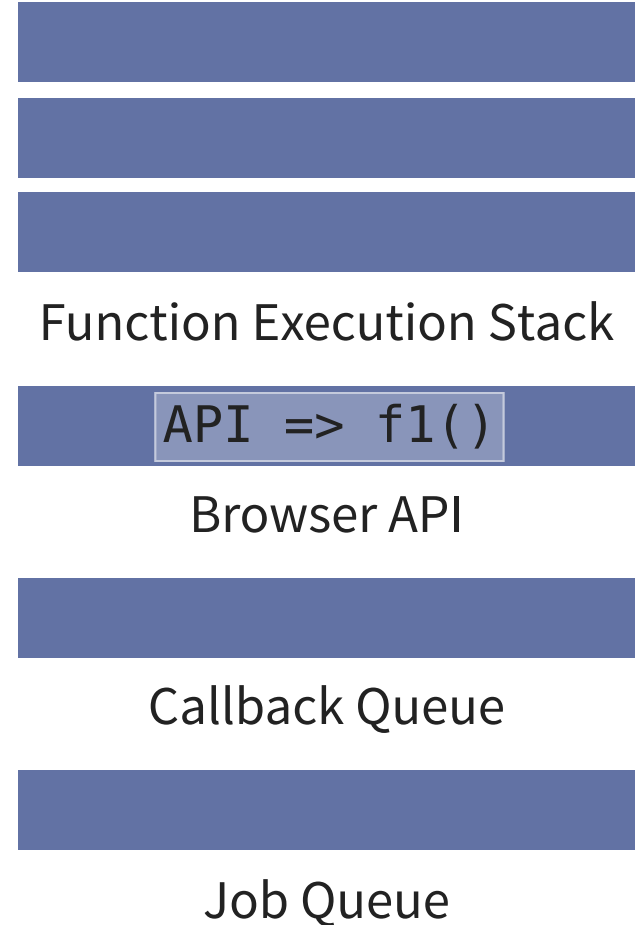 Function Execution Stack
API => f1()
Browser API
Callback Queue
Job Queue